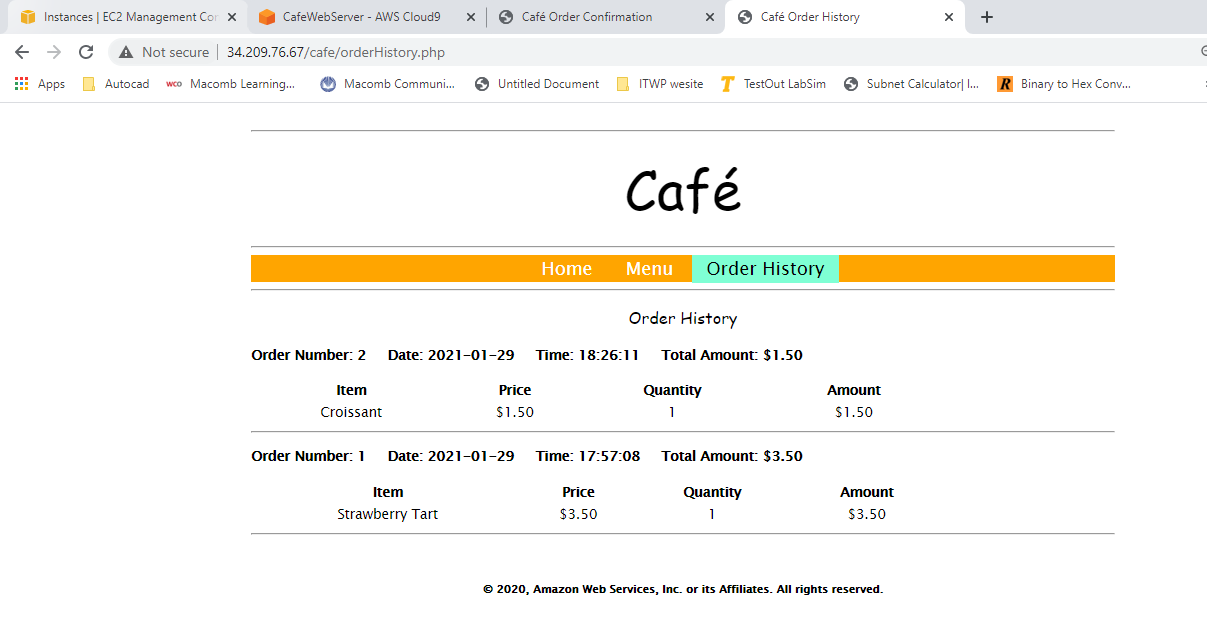 Instances | EC2 Management Cor
CafeWebServer - AWS Cloud9
Café Order Confirmation
Café Order History
Not secure
34.209.76.67/cafe/orderHistory.php
Apps
Autocad
wco
Macomb Learning...
Macomb Communi...
Untitled Document
ITWP wesite
T
TestOut LabSim
Subnet Calculator| I...
R
Binary to Hex Conv...
Café
Home Menu Order History
Order History
Order Number: 2 Date: 2021-01-29 Time: 18:26:11 Total Amount: $1.50
Item Price Quantity Amount
Croissant $1.50 1 $1.50
Order Number: 1 Date: 2021-01-29 Time: 17:57:08 Total Amount: $3.50
Item Price Quantity Amount
Strawberry Tart $3.50 1 $3.50
© 2020, Amazon Web Services, Inc. or its Affiliates. All rights reserved.